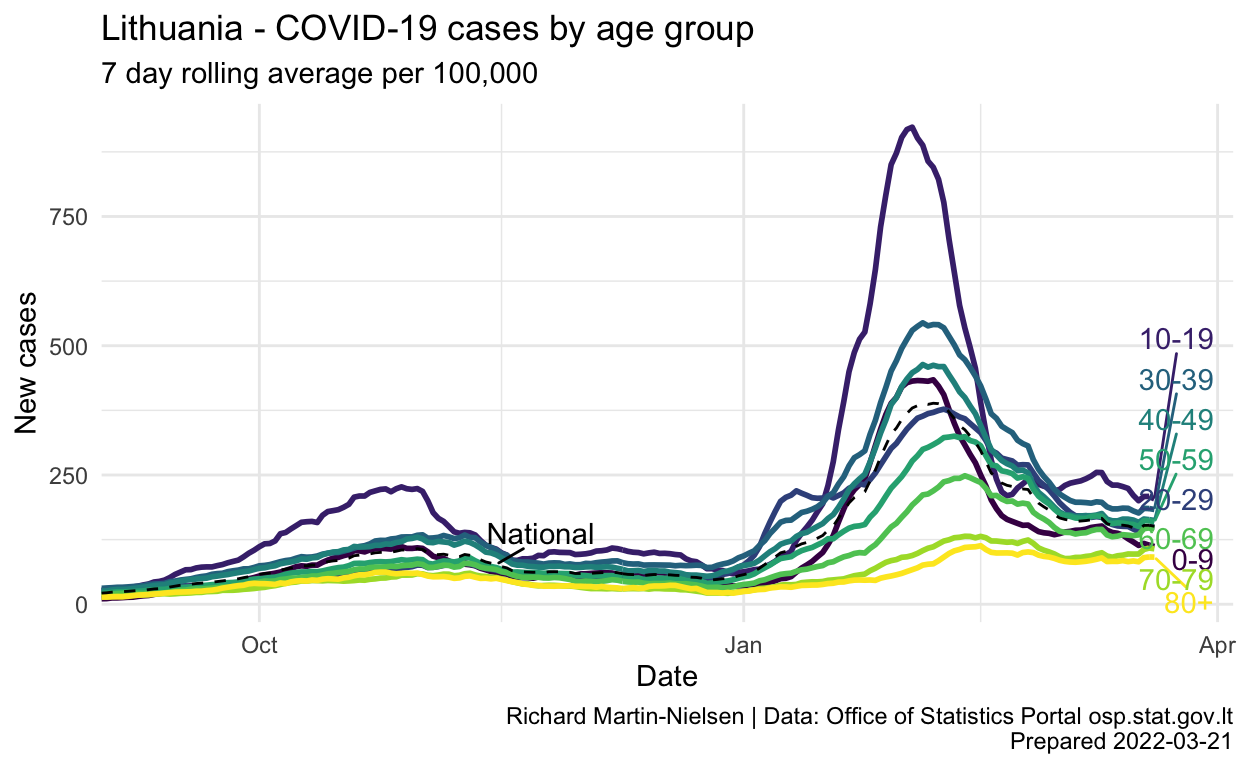 Lithuania - COVID-19 cases by age group
7 day rolling average per 100,000
New cases
750
500
250
0
National
10-19
30-39
40-49
50-59
20-29
60-69
0-9
70-79
80+
Oct
Jan
Apr
Date
Richard Martin-Nielsen | Data: Office of Statistics Portal osp.stat.gov.lt
Prepared 2022-03-21